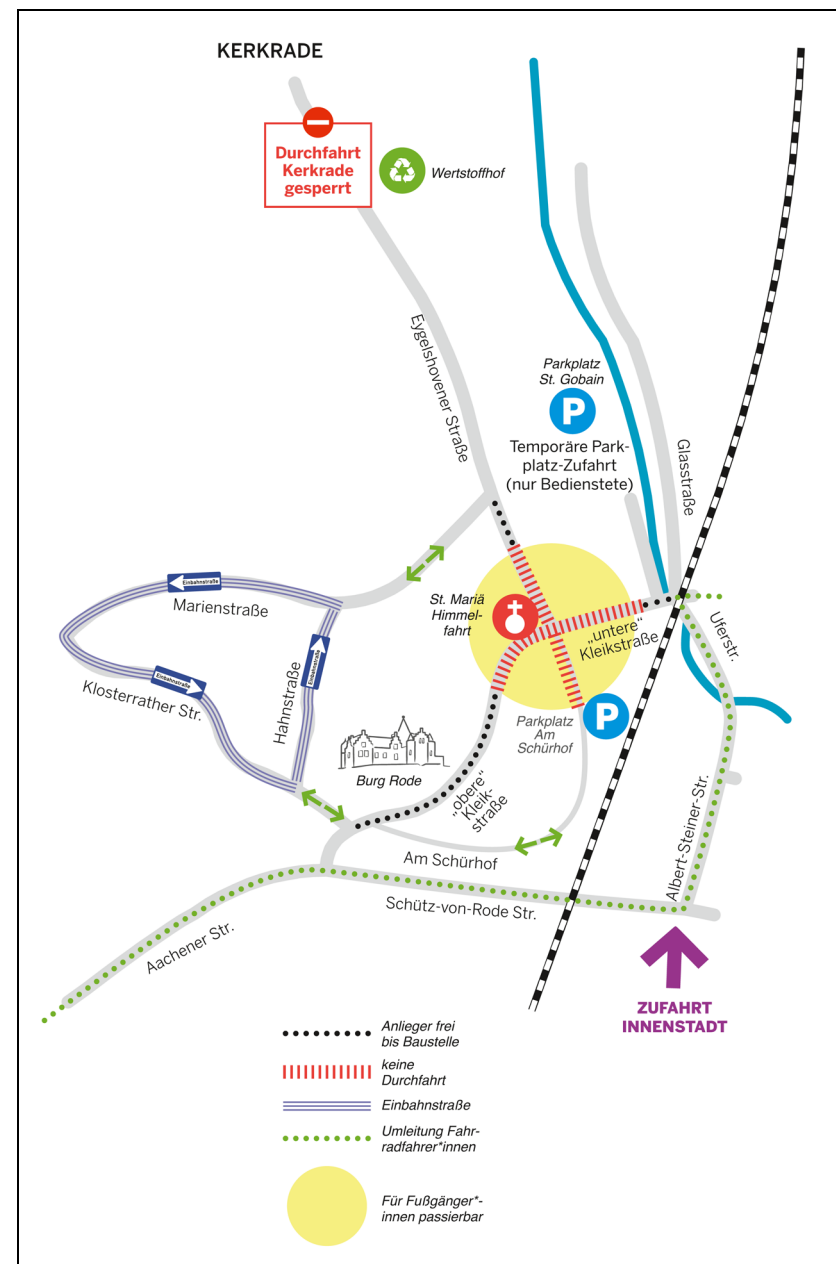 KERKRADE
Durchfahrt
Kerkrade
gesperrt
Wertstoffhof
Eygelshovener Straße
Parkplatz
St. Gobain
P
Temporäre Park-
platz-Zufahrt
(nur Bedienstete)
Glasstraße
Einbahnstraße
Marienstraße
St. Mariä
Himmel-
fahrt
„untere“
Kleikstraße
Uferstr.
Einbahnstraße
Klosterrather Str.
Hahnstraße
Einbahnstraße
Parkplatz
Am
Schürhof
P
Burg Rode
„obere“
Kleik-
straße
Albert-Steiner-Str.
Am Schürhof
Schütz-von-Rode Str.
Aachener Str.
ZUFAHRT
INNENSTADT
Anlieger frei
bis Baustelle
keine
Durchfahrt
Einbahnstraße
Umleitung Fahr-
radfahrer*innen
Für Fußgänger*-
innen passierbar